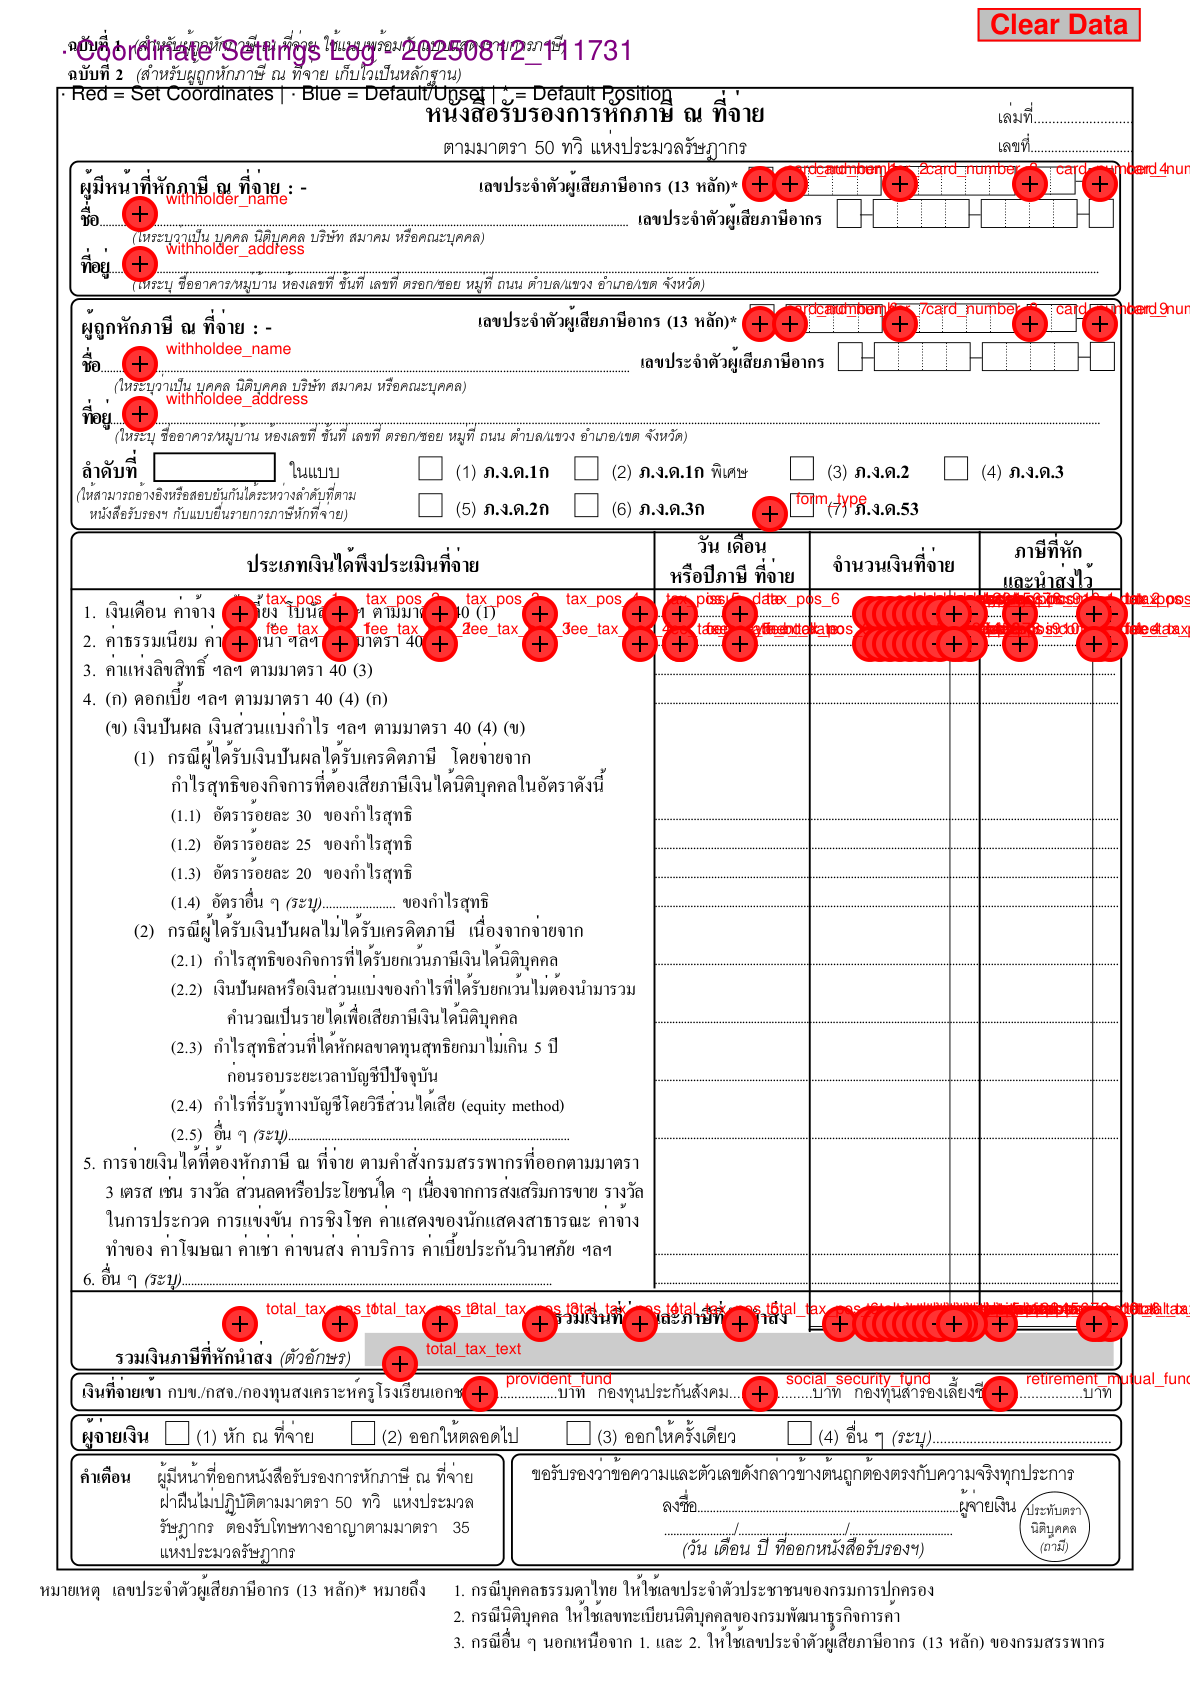 Clear Data
ฉบับที่ 1 (สำหรับผู้ถูกหักภาษี ณ ที่จ่าย ใช้แนบพร้อมกับแบบแสดงรายการภาษี)
· Coordinate Settings Log - 20250812_111731
ฉบับที่ 2 (สำหรับผู้ถูกหักภาษี ณ ที่จ่าย เก็บไว้เป็นหลักฐาน)
· Red = Set Coordinates | · Blue = Default/Unset | * = Default Position
หนังสือรับรองการหักภาษี ณ ที่จ่าย
เล่มที่
ตามมาตรา 50 ทวิ แห่งประมวลรัษฎากร
เลขที่
ผู้มีหน้าที่หักภาษี ณ ที่จ่าย : -
เลขประจำตัวผู้เสียภาษีอากร (13 หลัก)*
withholder_name
ชื่อ
เลขประจำตัวผู้เสียภาษีอากร
(ให้ระบุว่าเป็น บุคคล นิติบุคคล บริษัท สมาคม หรือคณะบุคคล)
withholder_address
ที่อยู่
(ให้ระบุ ชื่ออาคาร/หมู่บ้าน ห้องเลขที่ ชั้นที่ เลขที่ ตรอก/ซอย หมู่ที่ ถนน ตำบล/แขวง อำเภอ/เขต จังหวัด)
ผู้ถูกหักภาษี ณ ที่จ่าย : -
เลขประจำตัวผู้เสียภาษีอากร (13 หลัก)*
withholdee_name
ชื่อ
เลขประจำตัวผู้เสียภาษีอากร
(ให้ระบุว่าเป็น บุคคล นิติบุคคล บริษัท สมาคม หรือคณะบุคคล)
withholdee_address
ที่อยู่
(ให้ระบุ ชื่ออาคาร/หมู่บ้าน ห้องเลขที่ ชั้นที่ เลขที่ ตรอก/ซอย หมู่ที่ ถนน ตำบล/แขวง อำเภอ/เขต จังหวัด)
ลำดับที่ ในแบบ
(1) ภ.ง.ด.1ก (2) ภ.ง.ด.1ก พิเศษ (3) ภ.ง.ด.2 (4) ภ.ง.ด.3
(ให้สามารถอ้างอิงหรือสอบยันกันได้ระหว่างลำดับที่ตาม
หนังสือรับรองฯ กับแบบยื่นรายการภาษีหักที่จ่าย)
form_type
(5) ภ.ง.ด.2ก (6) ภ.ง.ด.3ก (7) ภ.ง.ด.53
ประเภทเงินได้พึงประเมินที่จ่าย
วัน เดือน
หรือปีภาษี ที่จ่าย
จำนวนเงินที่จ่าย
ภาษีที่หัก
และนำส่งไว้
tax_pos_1 tax_pos_2 tax_pos_3 tax_pos_4 tax_pos_5 tax_pos_6
1. เงินเดือน ค่าจ้าง โบนัส ฯลฯ ตามมาตรา 40 (1)
2. ค่าธรรมเนียม ค่านายหน้า ฯลฯ ตามมาตรา 40
3. ค่าแห่งลิขสิทธิ์ ฯลฯ ตามมาตรา 40 (3)
4. (ก) ดอกเบี้ย ฯลฯ ตามมาตรา 40 (4) (ก)
(ข) เงินปันผล เงินส่วนแบ่งกำไร ฯลฯ ตามมาตรา 40 (4) (ข)
(1) กรณีผู้ได้รับเงินปันผลได้รับเครดิตภาษี โดยจ่ายจาก
กำไรสุทธิของกิจการที่ต้องเสียภาษีเงินได้นิติบุคคลในอัตราดังนี้
(1.1) อัตราร้อยละ 30 ของกำไรสุทธิ
(1.2) อัตราร้อยละ 25 ของกำไรสุทธิ
(1.3) อัตราร้อยละ 20 ของกำไรสุทธิ
(1.4) อัตราอื่น ๆ (ระบุ) ของกำไรสุทธิ
(2) กรณีผู้ได้รับเงินปันผลไม่ได้รับเครดิตภาษี เนื่องจากจ่ายจาก
(2.1) กำไรสุทธิของกิจการที่ได้รับยกเว้นภาษีเงินได้นิติบุคคล
(2.2) เงินปันผลหรือเงินส่วนแบ่งของกำไรที่ได้รับยกเว้นไม่ต้องนำมารวม
คำนวณเป็นรายได้เพื่อเสียภาษีเงินได้นิติบุคคล
(2.3) กำไรสุทธิส่วนที่ได้หักผลขาดทุนสุทธิยกมาไม่เกิน 5 ปี
ก่อนรอบระยะเวลาบัญชีปีปัจจุบัน
(2.4) กำไรที่รับรู้ทางบัญชีโดยวิธีส่วนได้เสีย (equity method)
(2.5) อื่น ๆ (ระบุ)
5. การจ่ายเงินได้ที่ต้องหักภาษี ณ ที่จ่าย ตามคำสั่งกรมสรรพากรที่ออกตามมาตรา
3 เตรส เช่น รางวัล ส่วนลดหรือประโยชน์ใด ๆ เนื่องจากการส่งเสริมการขาย รางวัล
ในการประกวด การแข่งขัน การชิงโชค ค่าแสดงของนักแสดงสาธารณะ ค่าจ้าง
ทำของ ค่าโฆษณา ค่าเช่า ค่าขนส่ง ค่าบริการ ค่าเบี้ยประกันวินาศภัย ฯลฯ
6. อื่น ๆ (ระบุ)
รวมเงินที่จ่ายและภาษีที่หักนำส่ง
total_tax_text
รวมเงินภาษีที่หักนำส่ง (ตัวอักษร)
provident_fund social_security_fund retirement_mutual_fund
เงินที่จ่ายเข้า กบข./กสจ./กองทุนสงเคราะห์ครูโรงเรียนเอกชน บาท กองทุนประกันสังคม บาท กองทุนสำรองเลี้ยงชีพ บาท
ผู้จ่ายเงิน (1) หัก ณ ที่จ่าย (2) ออกให้ตลอดไป (3) ออกให้ครั้งเดียว (4) อื่น ๆ (ระบุ)
คำเตือน ผู้มีหน้าที่ออกหนังสือรับรองการหักภาษี ณ ที่จ่าย
ฝ่าฝืนไม่ปฏิบัติตามมาตรา 50 ทวิ แห่งประมวล
รัษฎากร ต้องรับโทษทางอาญาตามมาตรา 35
แห่งประมวลรัษฎากร
ขอรับรองว่าข้อความและตัวเลขดังกล่าวข้างต้นถูกต้องตรงกับความจริงทุกประการ
ลงชื่อ ผู้จ่ายเงิน
(วัน เดือน ปี ที่ออกหนังสือรับรองฯ)
ประทับตรา
นิติบุคคล
(ถ้ามี)
หมายเหตุ เลขประจำตัวผู้เสียภาษีอากร (13 หลัก)* หมายถึง
1. กรณีบุคคลธรรมดาไทย ให้ใช้เลขประจำตัวประชาชนของกรมการปกครอง
2. กรณีนิติบุคคล ให้ใช้เลขทะเบียนนิติบุคคลของกรมพัฒนาธุรกิจการค้า
3. กรณีอื่น ๆ นอกเหนือจาก 1. และ 2. ให้ใช้เลขประจำตัวผู้เสียภาษีอากร (13 หลัก) ของกรมสรรพากร